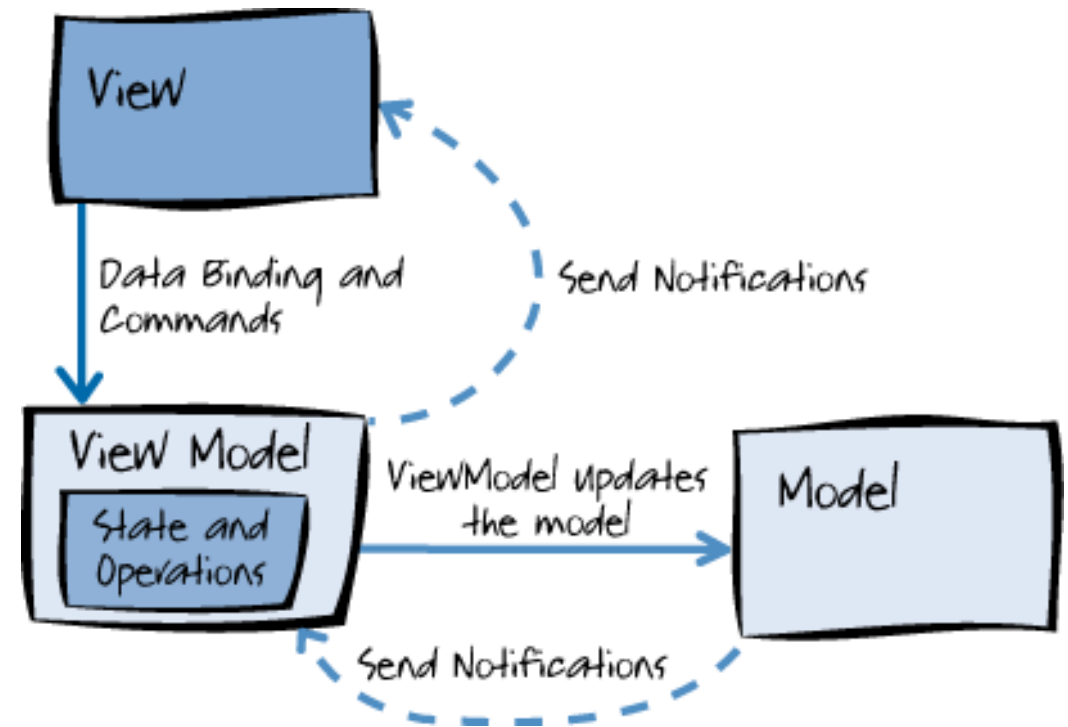 View
Data Binding and
Commands
Send Notifications
View Model
State and
Operations
ViewModel updates
the model
Model
Send Notifications